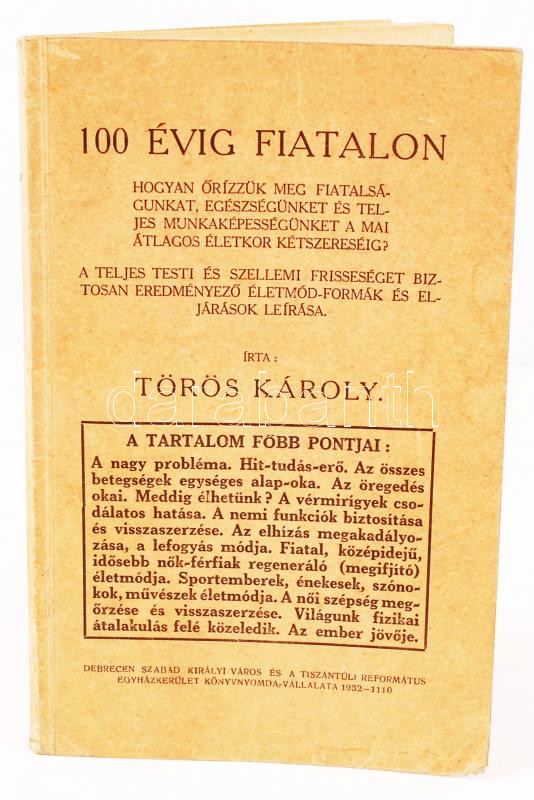 100 ÉVIG FIATALON
HOGYAN ŐRÍZZÜK MEG FIATALSÁ-
GUNKAT, EGÉSZSÉGÜNKET ÉS TEL-
JES MUNKAKÉPESSÉGÜNKET A MAI
ÁTLAGOS ÉLETKOR KÉTSZERESÉIG?
A TELJES TESTI ÉS SZELLEMI FRISSESÉGET BIZ-
TOSAN EREDMÉNYEZŐ ÉLETMÓD-FORMÁK ÉS EL-
JÁRÁSOK LEÍRÁSA.
ÍRTA :
TÖRÖS KÁROLY.
darabanth
A TARTALOM FŐBB PONTJAI :
A nagy probléma. Hit-tudás-erő. Az összes
betegségek egységes alap-oka. Az öregedés
okai. Meddig élhetünk? A vérmirígyek cso-
dálatos hatása. A nemi funkciók biztosítása
és visszaszerzése. Az elhízás megakadályo-
zása, a lefogyás módja. Fiatal, középidejű,
idősebb nők-férfiak regeneráló (megifjító)
életmódja. Sportemberek, énekesek, szóno-
kok, művészek életmódja. A női szépség meg-
őrzése és visszaszerzése. Világunk fizikai
átalakulás felé közeledik. Az ember jövője.
DEBRECEN SZABAD KIRÁLYI VÁROS ÉS A TISZÁNTÚLI REFORMÁTUS
EGYHÁZKERÜLET KÖNYVNYOMDA-VÁLLALATA 1932—1110